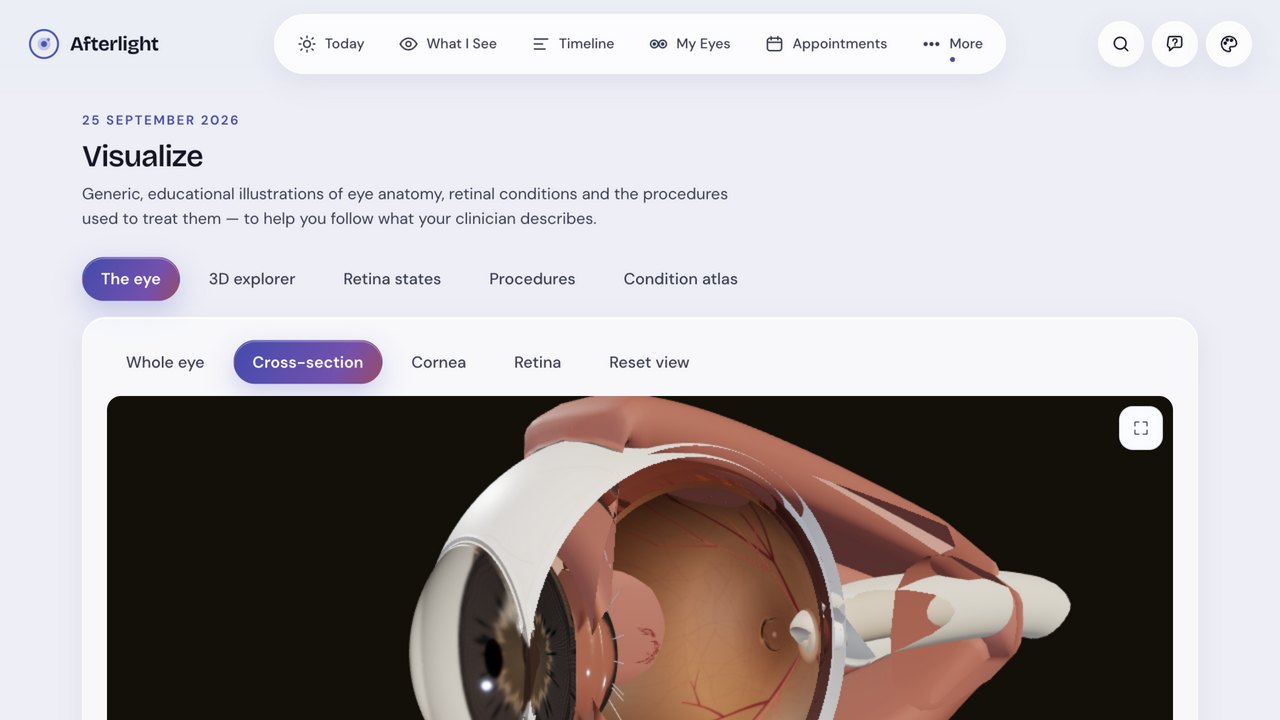 Afterlight
Today
What I See
Timeline
My Eyes
Appointments
More
25 SEPTEMBER 2026
Visualize
Generic, educational illustrations of eye anatomy, retinal conditions and the procedures
used to treat them — to help you follow what your clinician describes.
The eye
3D explorer
Retina states
Procedures
Condition atlas
Whole eye
Cross-section
Cornea
Retina
Reset view